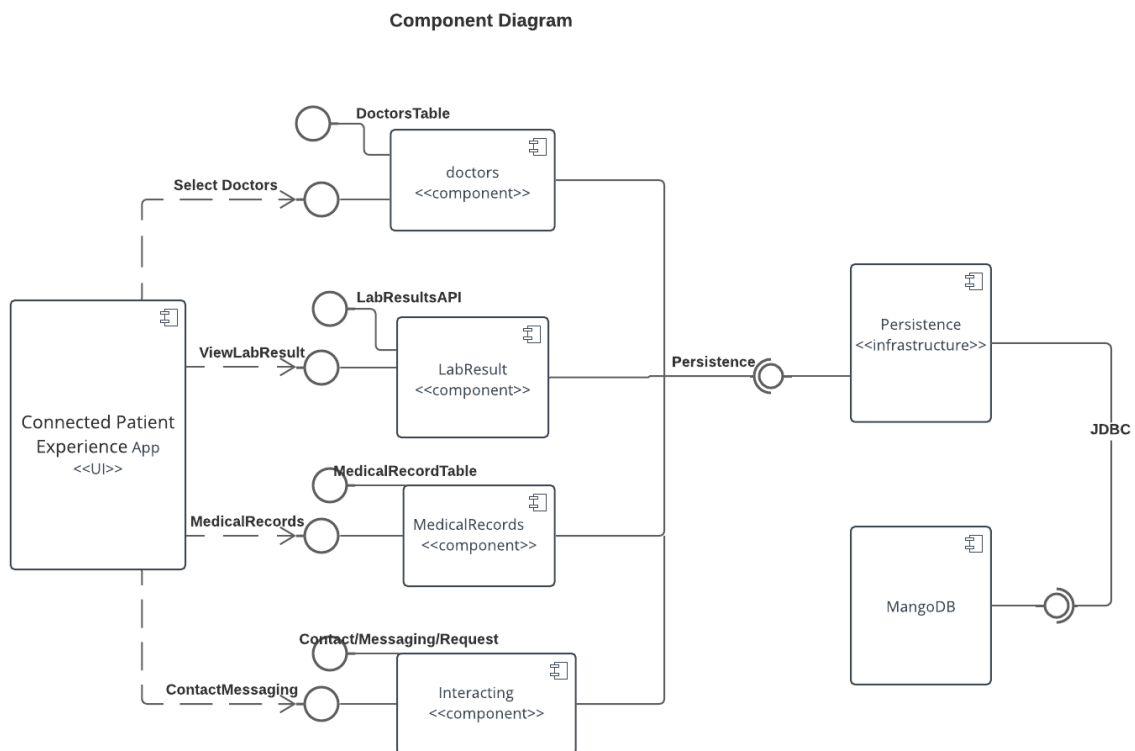 Component Diagram
DoctorsTable
doctors
<<component>>
Select Doctors
LabResultsAPI
ViewLabResult
LabResult
<<component>>
Persistence
Persistence
<<infrastructure>>
Connected Patient
Experience App
<<UI>>
JDBC
MedicalRecordTable
MedicalRecords
MedicalRecords
<<component>>
MangoDB
Contact/Messaging/Request
ContactMessaging
Interacting
<<component>>